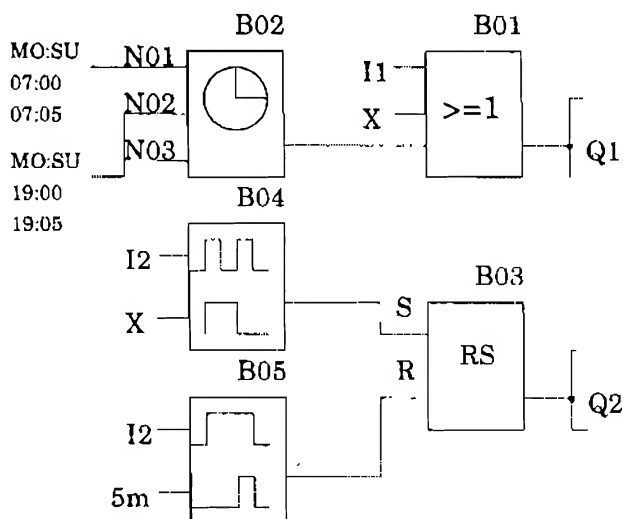 B02
B01
MO:SU
07:00
07:05
N01
N02
N03
MO:SU
19:00
19:05
I1
X
>=1
Q1
B04
I2
X
B03
S
R
RS
Q2
B05
I2
5m